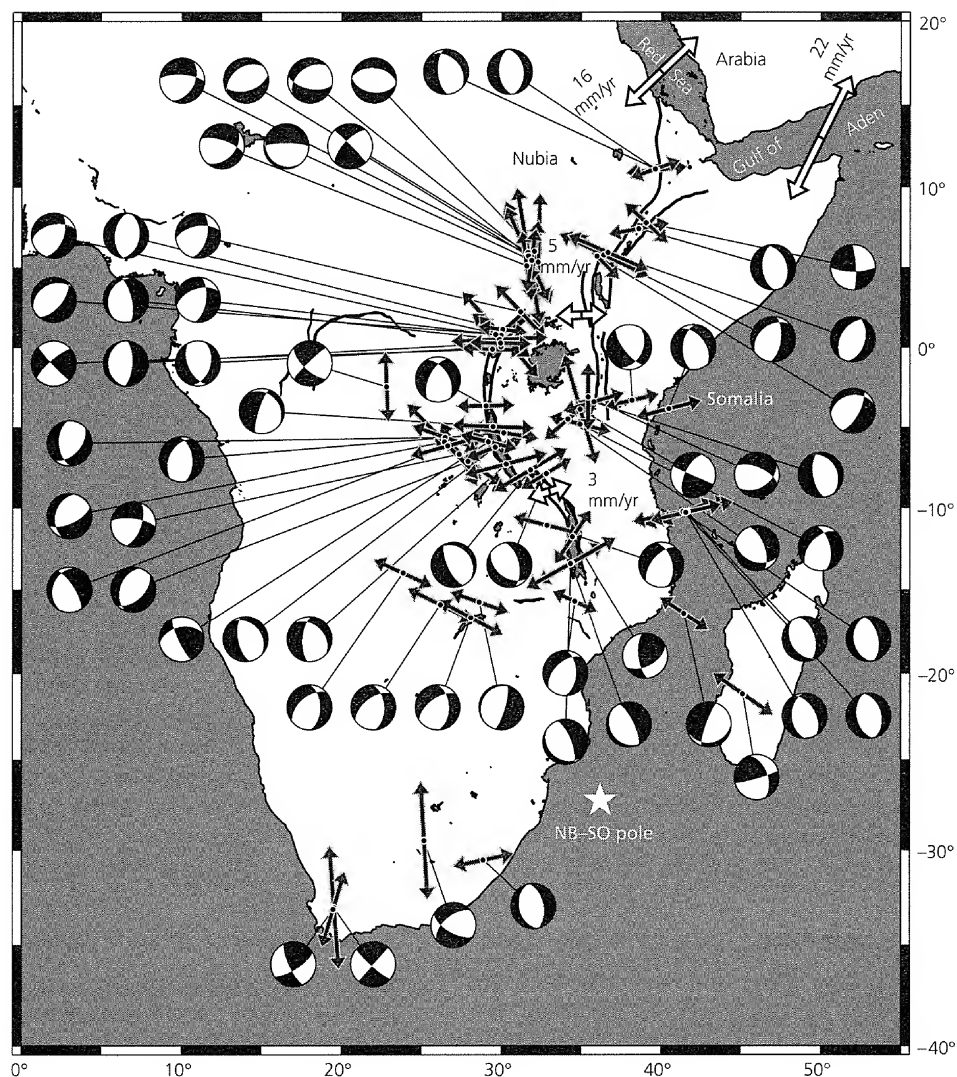 20°
Red
Sea
Arabia
22
mm/yr
16
mm/yr
Aden
Gulf of
Nubia
10°
5
mm/yr
0°
Somalia
3
mm/yr
–10°
–20°
NB–SO pole
–30°
–40°
0°
10°
20°
30°
40°
50°